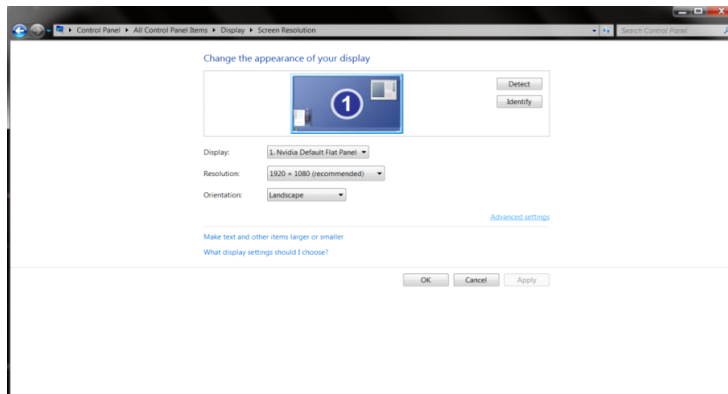 Control Panel ▸ All Control Panel Items ▸ Display ▸ Screen Resolution
Search Control Panel
Change the appearance of your display
1
Detect
Identify
Display: 1. Nvidia Default Flat Panel
Resolution: 1920 × 1080 (recommended)
Orientation: Landscape
Advanced settings
Make text and other items larger or smaller
What display settings should I choose?
OK Cancel Apply